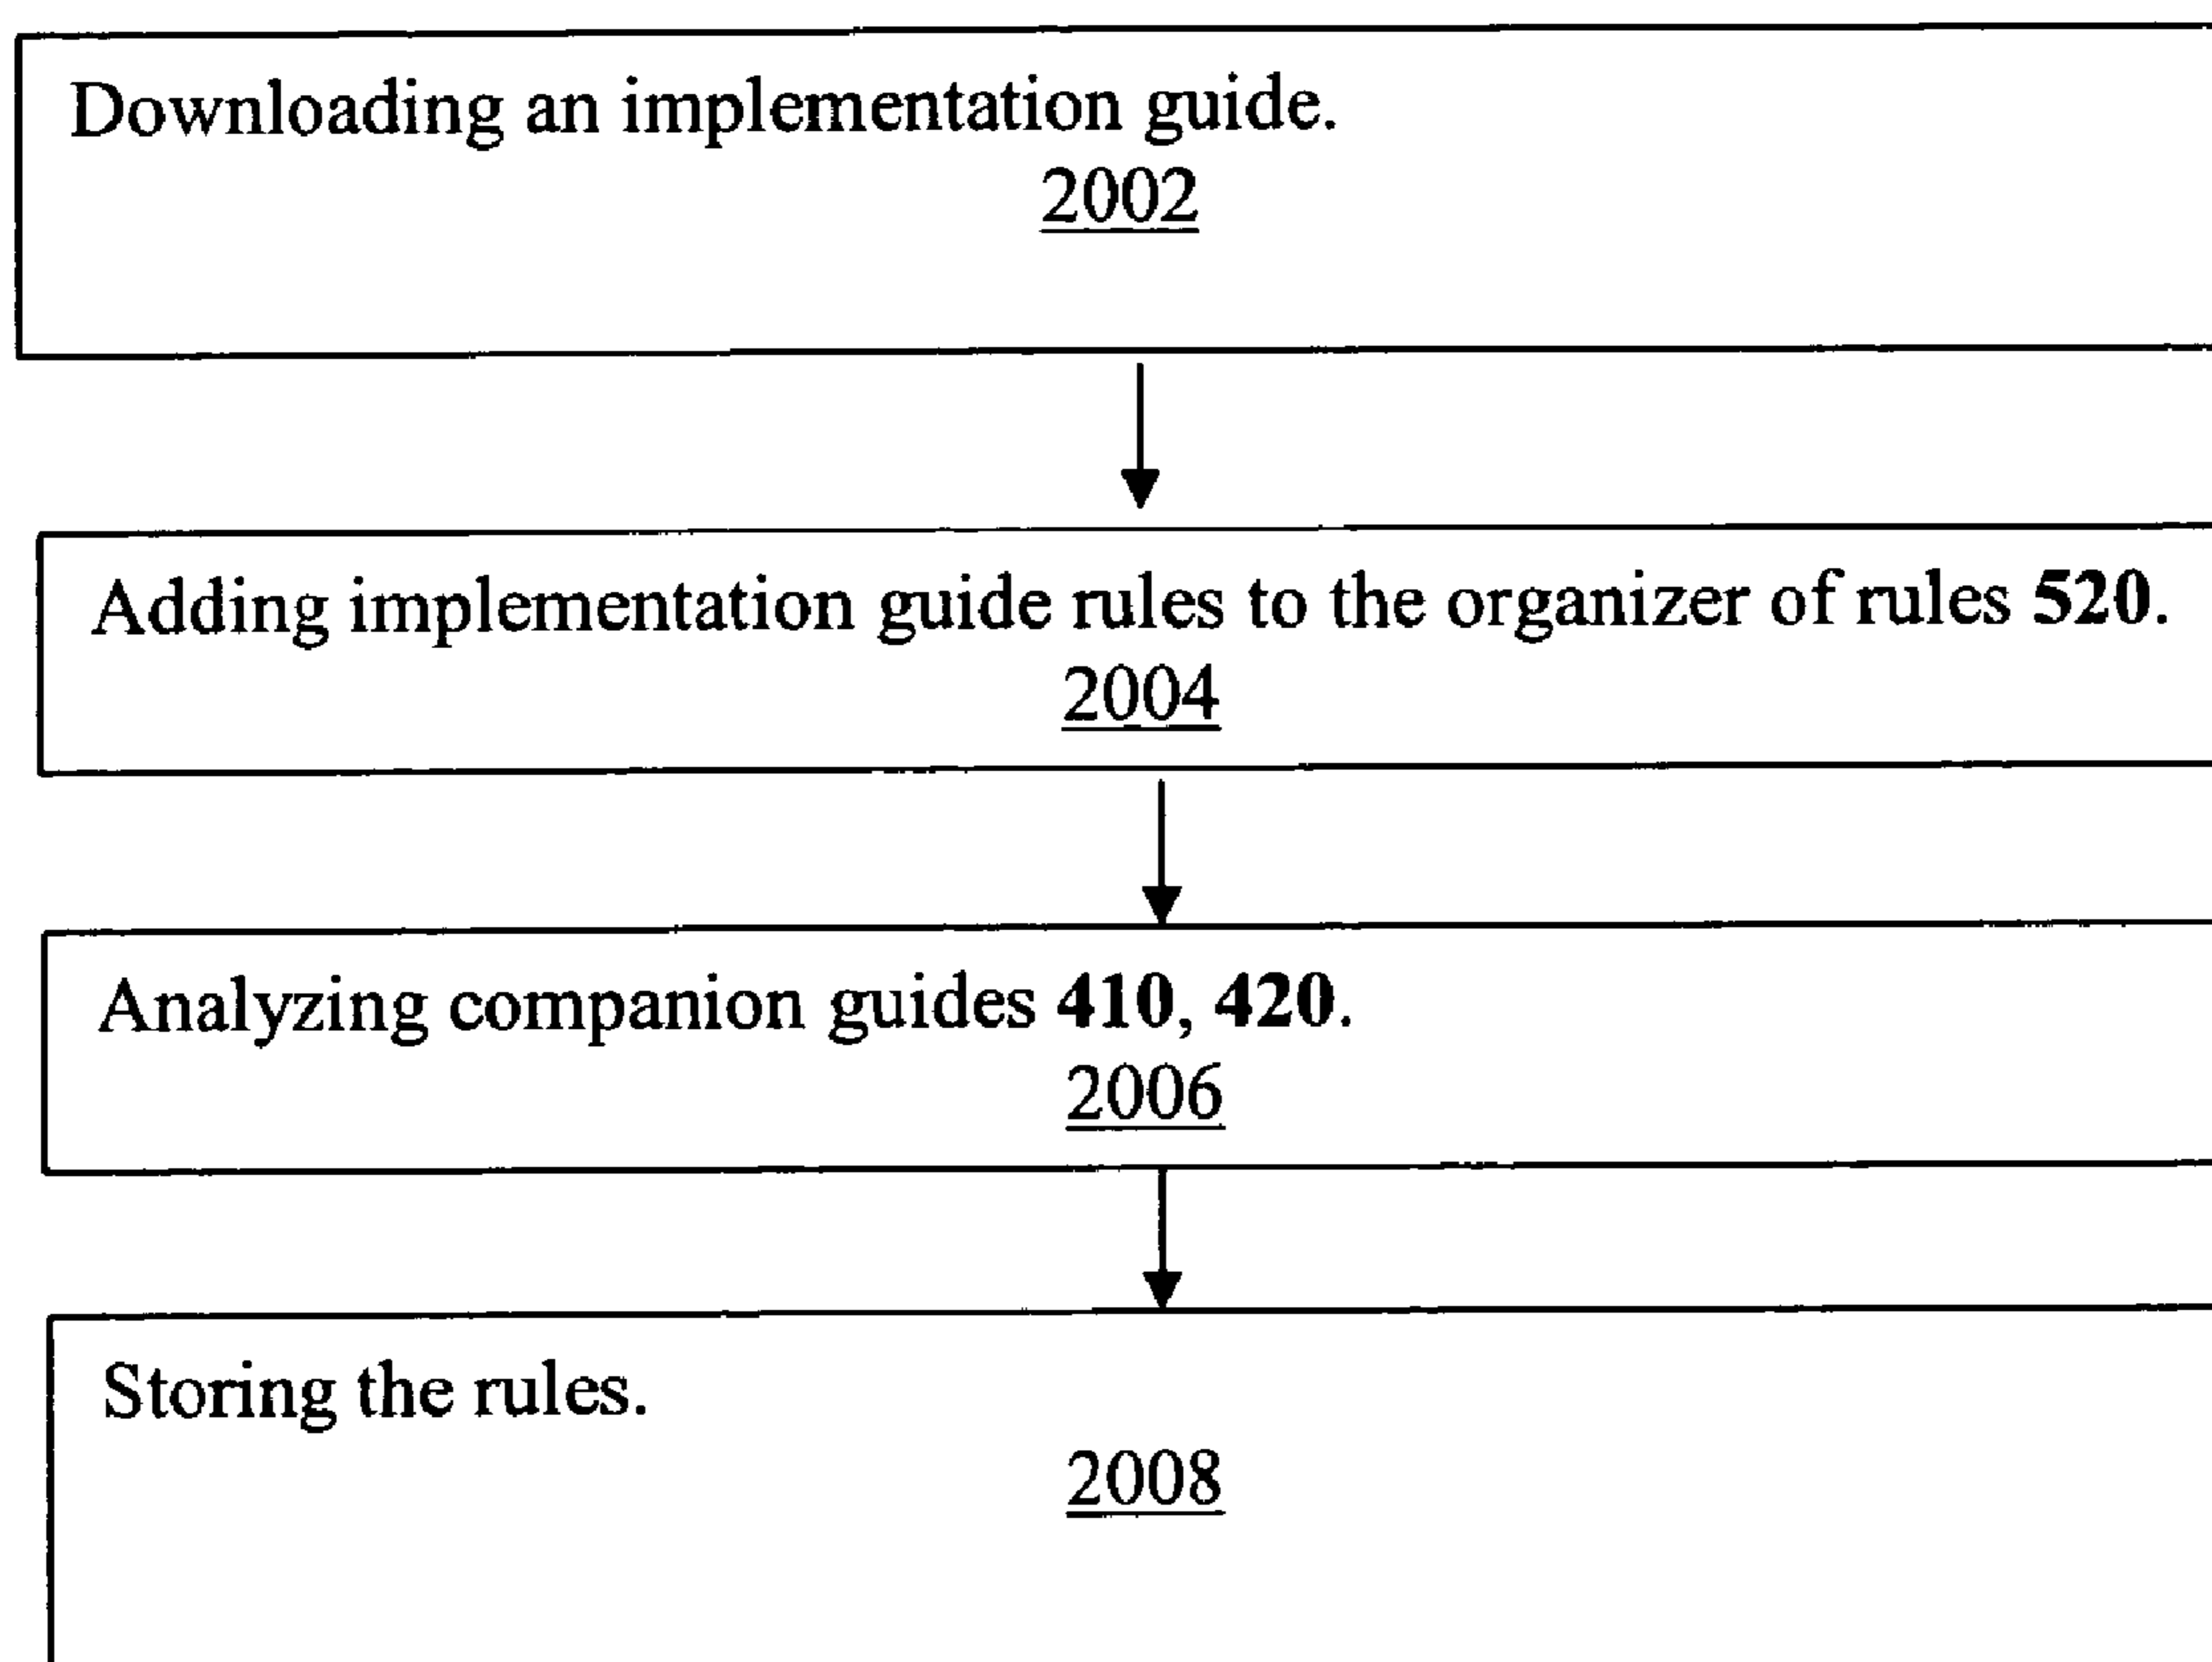 Downloading an implementation guide.
2002
Adding implementation guide rules to the organizer of rules 520.
2004
Analyzing companion guides 410, 420.
2006
Storing the rules.
2008